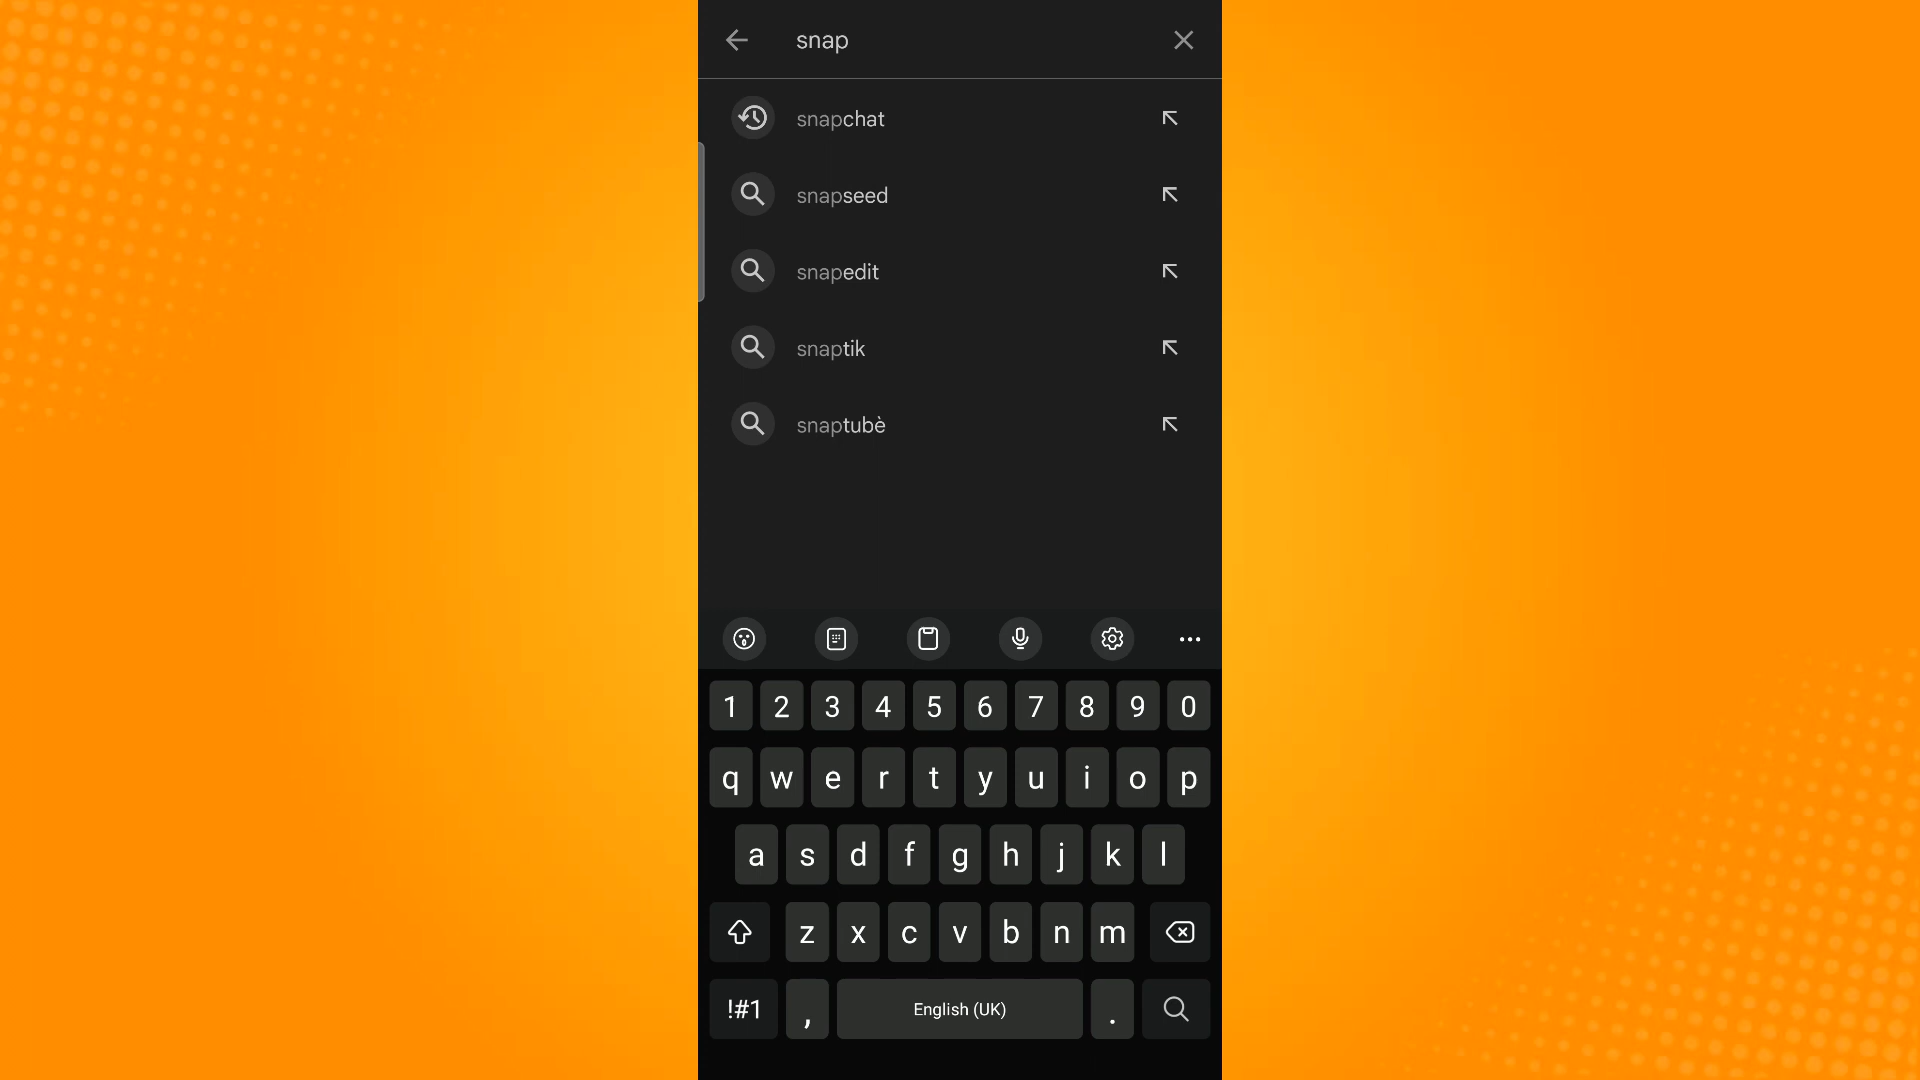 snap
snapchat
snapseed
snapedit
snaptik
snaptubè
1 2 3 4 5 6 7 8 9 0
q w e r t y u i o p
a s d f g h j k l
z x c v b n m
!#1 , English (UK) .